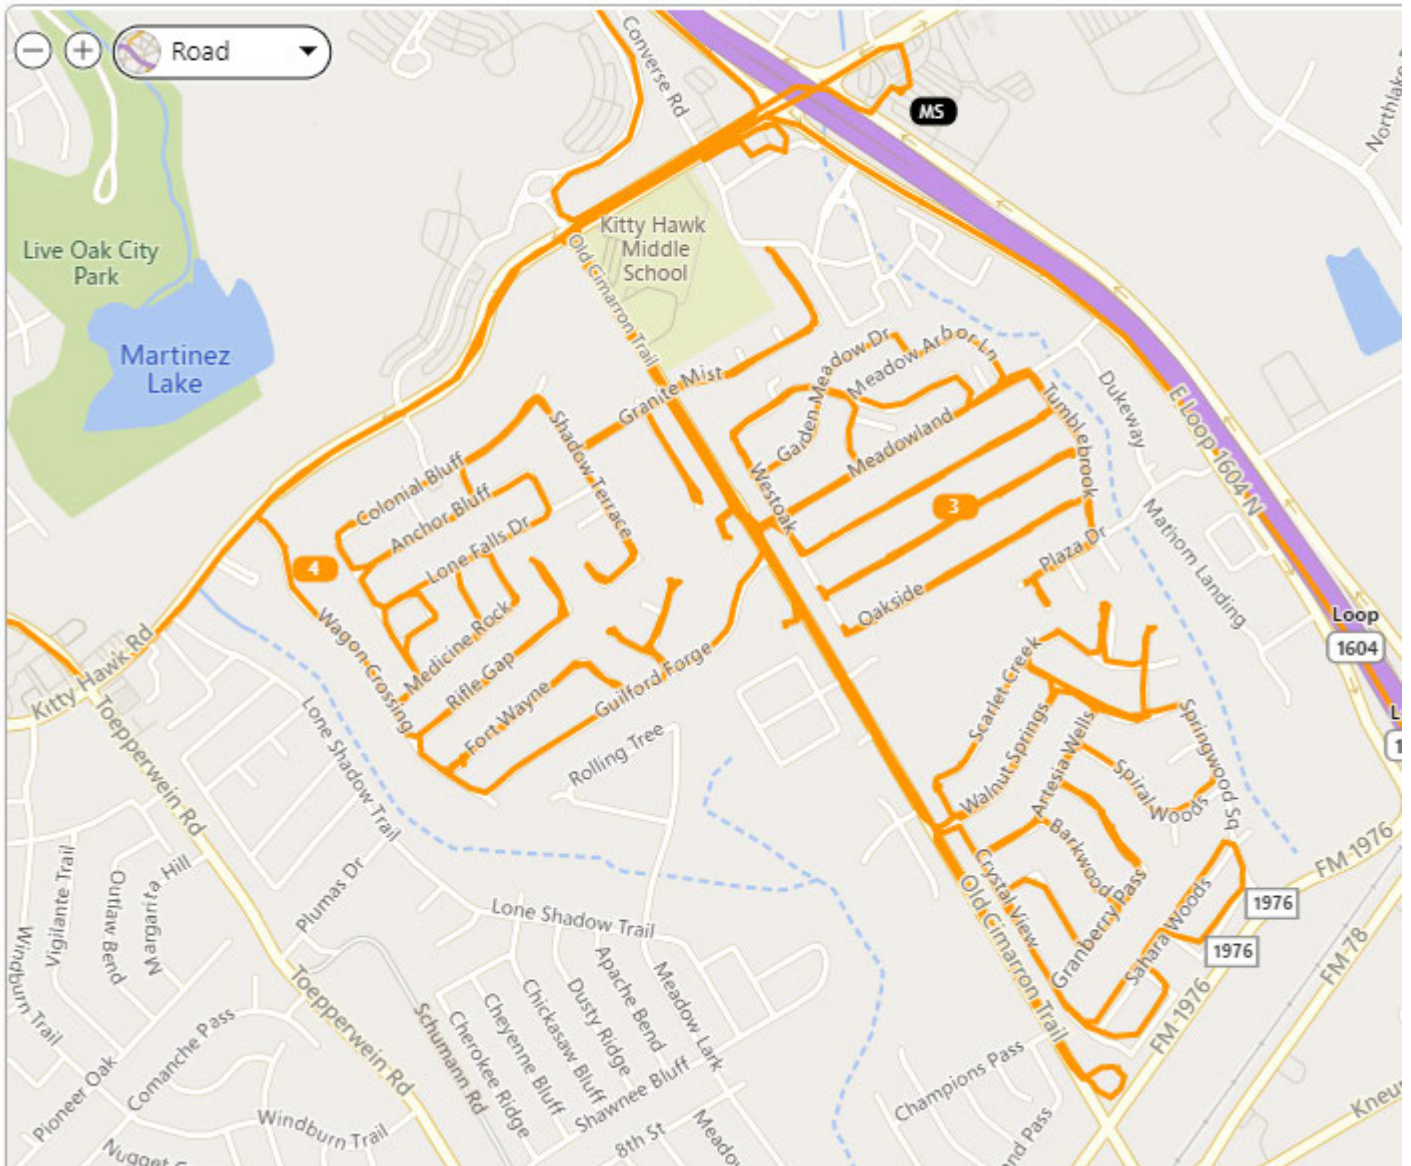 Road
Converse Rd
MS
Northlake
Live Oak City
Park
Kitty Hawk
Middle
School
Old Cimarron Trail
Martinez
Lake
Granite Mist
Garden Meadow Dr
Meadow Arbor Ln
Dukeway
E Loop 1604 N
Tumblebrook
Shadow Terrace
Colonial Bluff
Meadowland
Westoak
Anchor Bluff
3
Mathom Landing
Lone Falls Dr
Plaza Dr
4
Oakside
Medicine Rock
Wagon Crossing
Loop
1604
Kitty Hawk Rd
Rifle Gap
Guilford Forge
Scarlet Creek
Fort Wayne
Walnut Springs
Springwood Sq
L
1
Toepperwein Rd
Lone Shadow Trail
Rolling Tree
Artesia Wells
Spiral Woods
Barkwood
FM 1976
Crystal View
Vigilante Trail
Outlaw Bend
Margarita Hill
Plumas Dr
Granberry Pass
Sahara Woods
1976
1976
Lone Shadow Trail
Old Cimarron Trail
FM-78
Windburn Trail
Toepperwein Rd
Apache Bend
Meadow Lark
Dusty Ridge
Chickasaw Bluff
Cheyenne Bluff
Cherokee Ridge
Schumann Rd
FM 1976
Comanche Pass
Champions Pass
Pioneer Oak
Shawnee Bluff
Windburn Trail
8th St
Meado
nd Pass
Kneu
Nugget